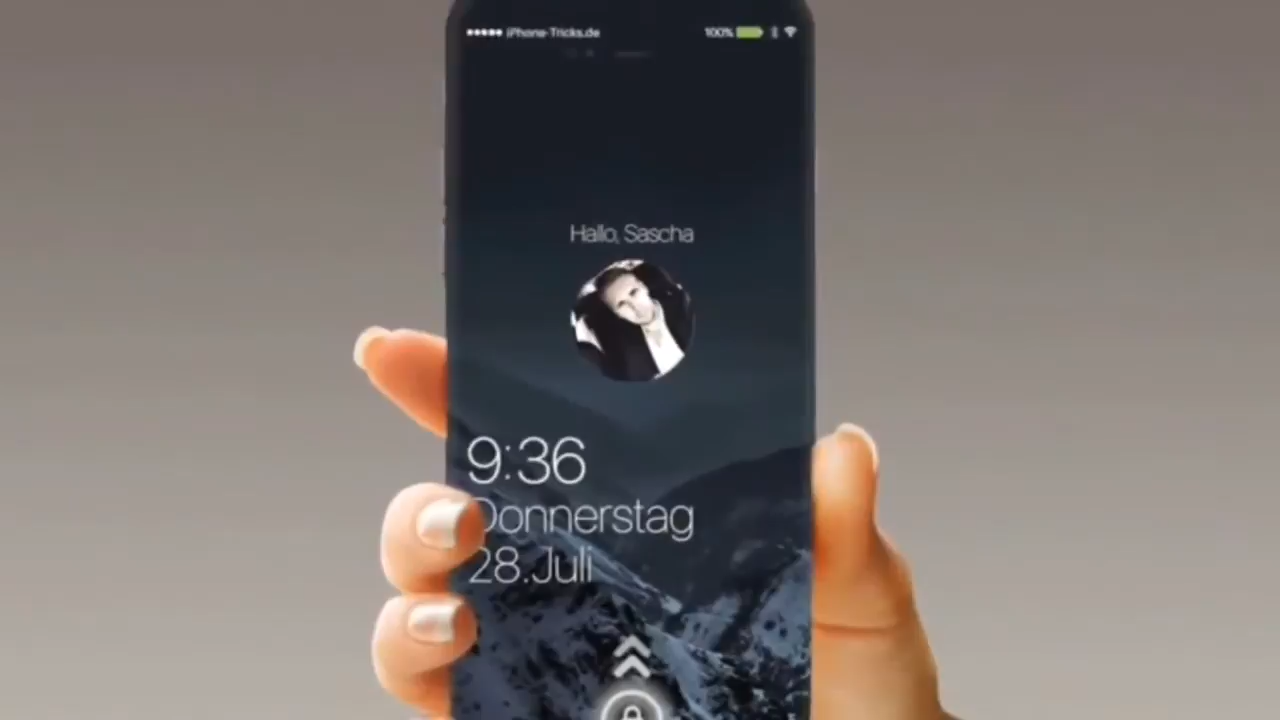 iPhone-Tricks.de 100%
Hallo, Sascha
9:36
Donnerstag
28.Juli